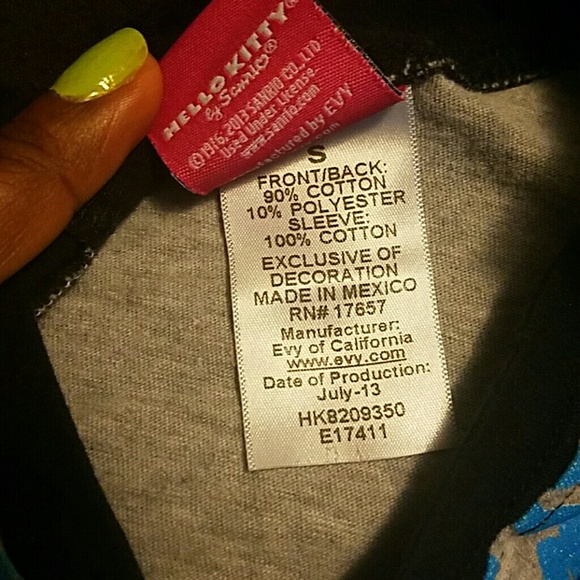 HELLO KITTY®
by Sanrio®
©1976, 2013 SANRIO CO., LTD
Used Under License
www.sanrio.com
by EVY
S
FRONT/BACK:
90% COTTON
10% POLYESTER
SLEEVE:
100% COTTON
EXCLUSIVE OF
DECORATION
MADE IN MEXICO
RN# 17657
Manufacturer:
Evy of California
www.evy.com
Date of Production:
July-13
HK8209350
E17411